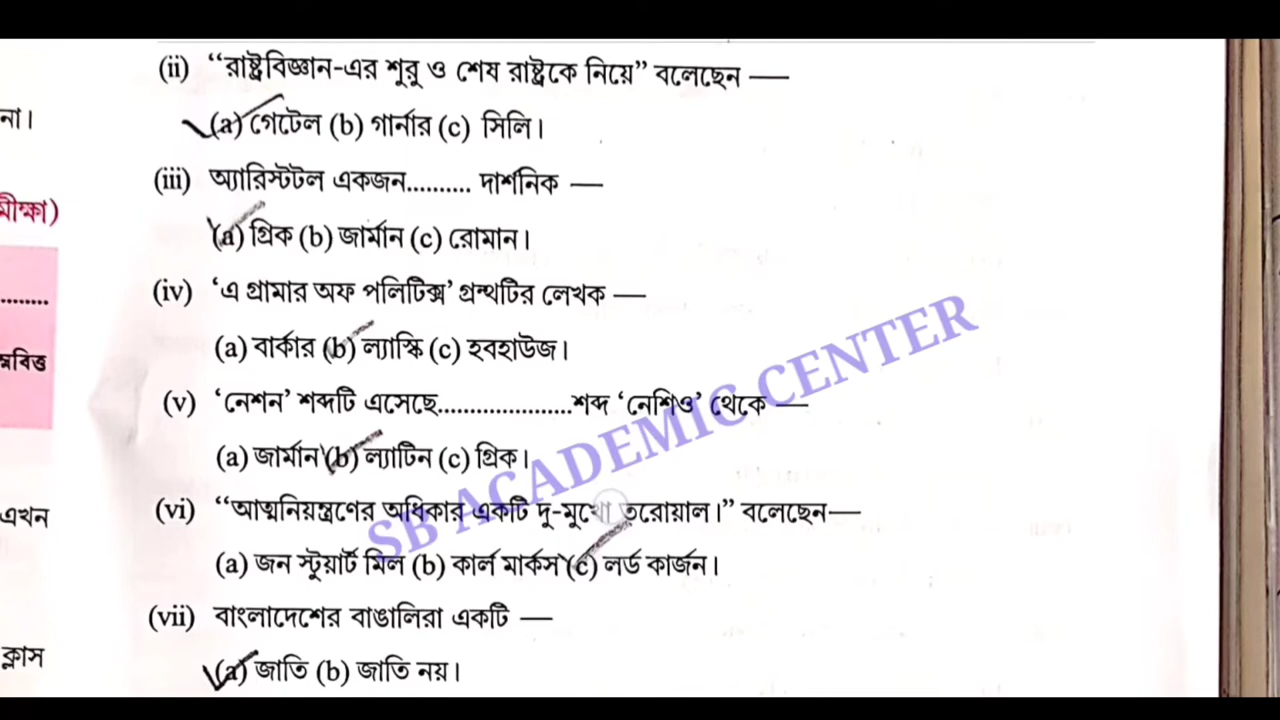 (ii) “রাষ্ট্রবিজ্ঞান-এর শুরু ও শেষ রাষ্ট্রকে নিয়ে” বলেছেন —
(a) গেটেল (b) গার্নার (c) সিলি।
(iii) অ্যারিস্টটল একজন.......... দার্শনিক —
(a) গ্রিক (b) জার্মান (c) রোমান।
(iv) ‘এ গ্রামার অফ পলিটিক্স’ গ্রন্থটির লেখক —
(a) বার্কার (b) ল্যাস্কি (c) হবহাউজ।
(v) ‘নেশন’ শব্দটি এসেছে.....................শব্দ ‘নেশিও’ থেকে —
(a) জার্মান (b) ল্যাটিন (c) গ্রিক।
(vi) “আত্মনিয়ন্ত্রণের অধিকার একটি দু-মুখো তরোয়াল।” বলেছেন—
(a) জন স্টুয়ার্ট মিল (b) কার্ল মার্কস (c) লর্ড কার্জন।
(vii) বাংলাদেশের বাঙালিরা একটি —
(a) জাতি (b) জাতি নয়।
না।
এখন
ক্লাস
SB ACADEMIC CENTER